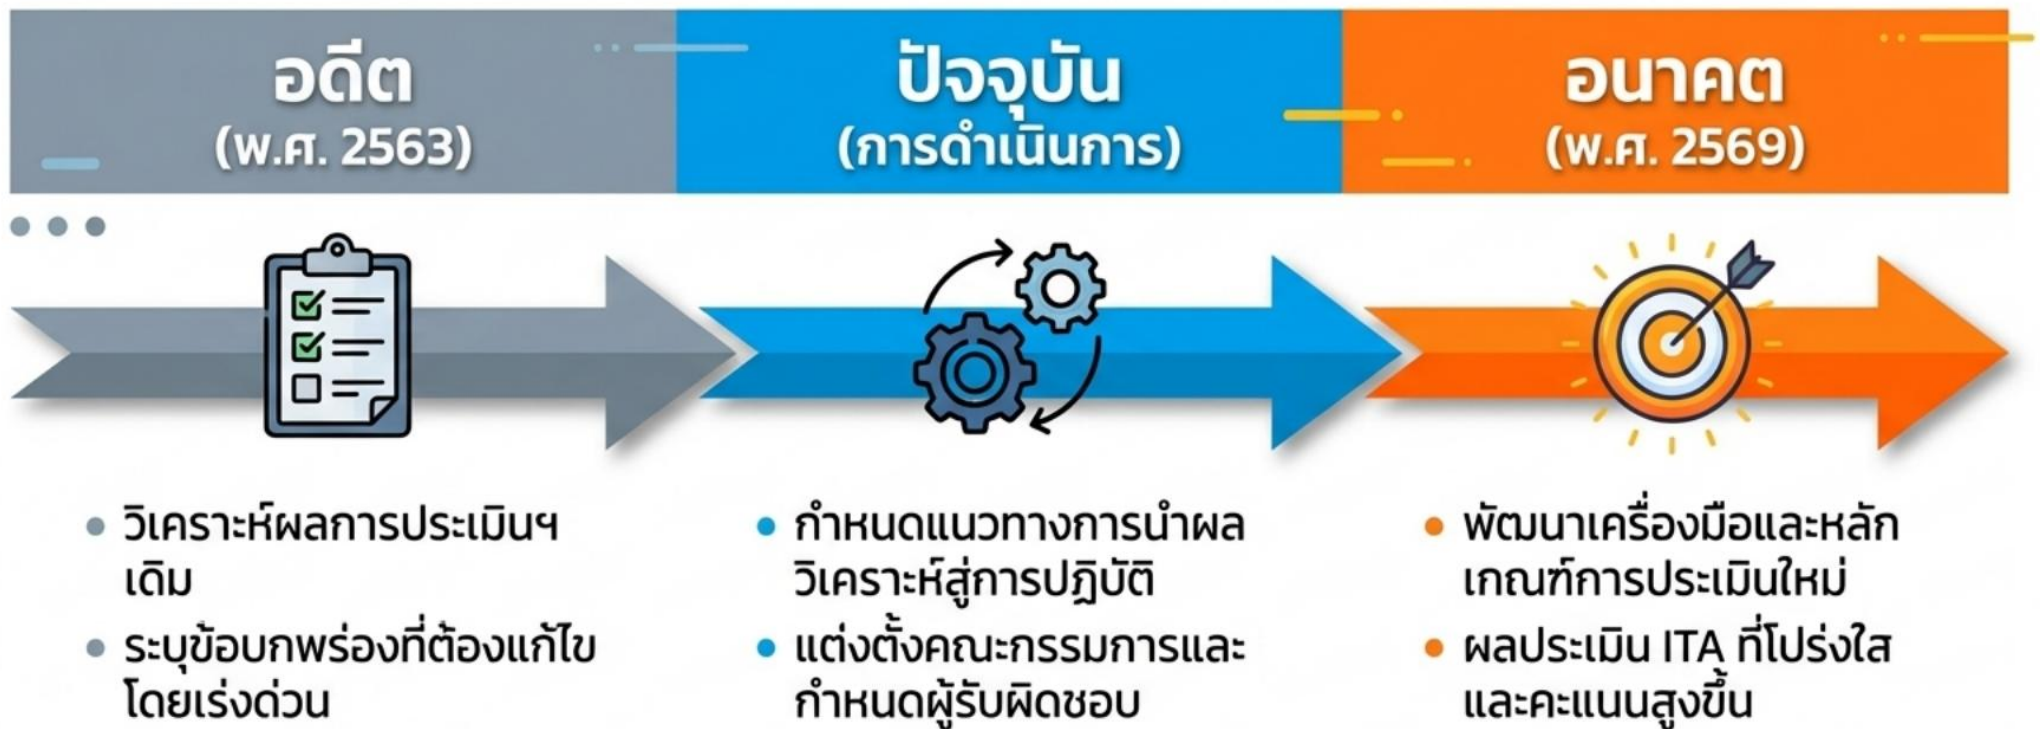 อดีต
(พ.ศ. 2563)
ปัจจุบัน
(การดำเนินการ)
อนาคต
(พ.ศ. 2569)
วิเคราะห์ผลการประเมินฯ
เดิม
ระบุข้อบกพร่องที่ต้องแก้ไข
โดยเร่งด่วน
กำหนดแนวทางการนำผล
วิเคราะห์สู่การปฏิบัติ
แต่งตั้งคณะกรรมการและ
กำหนดผู้รับผิดชอบ
พัฒนาเครื่องมือและหลัก
เกณฑ์การประเมินใหม่
ผลประเมิน ITA ที่โปร่งใส
และคะแนนสูงขึ้น